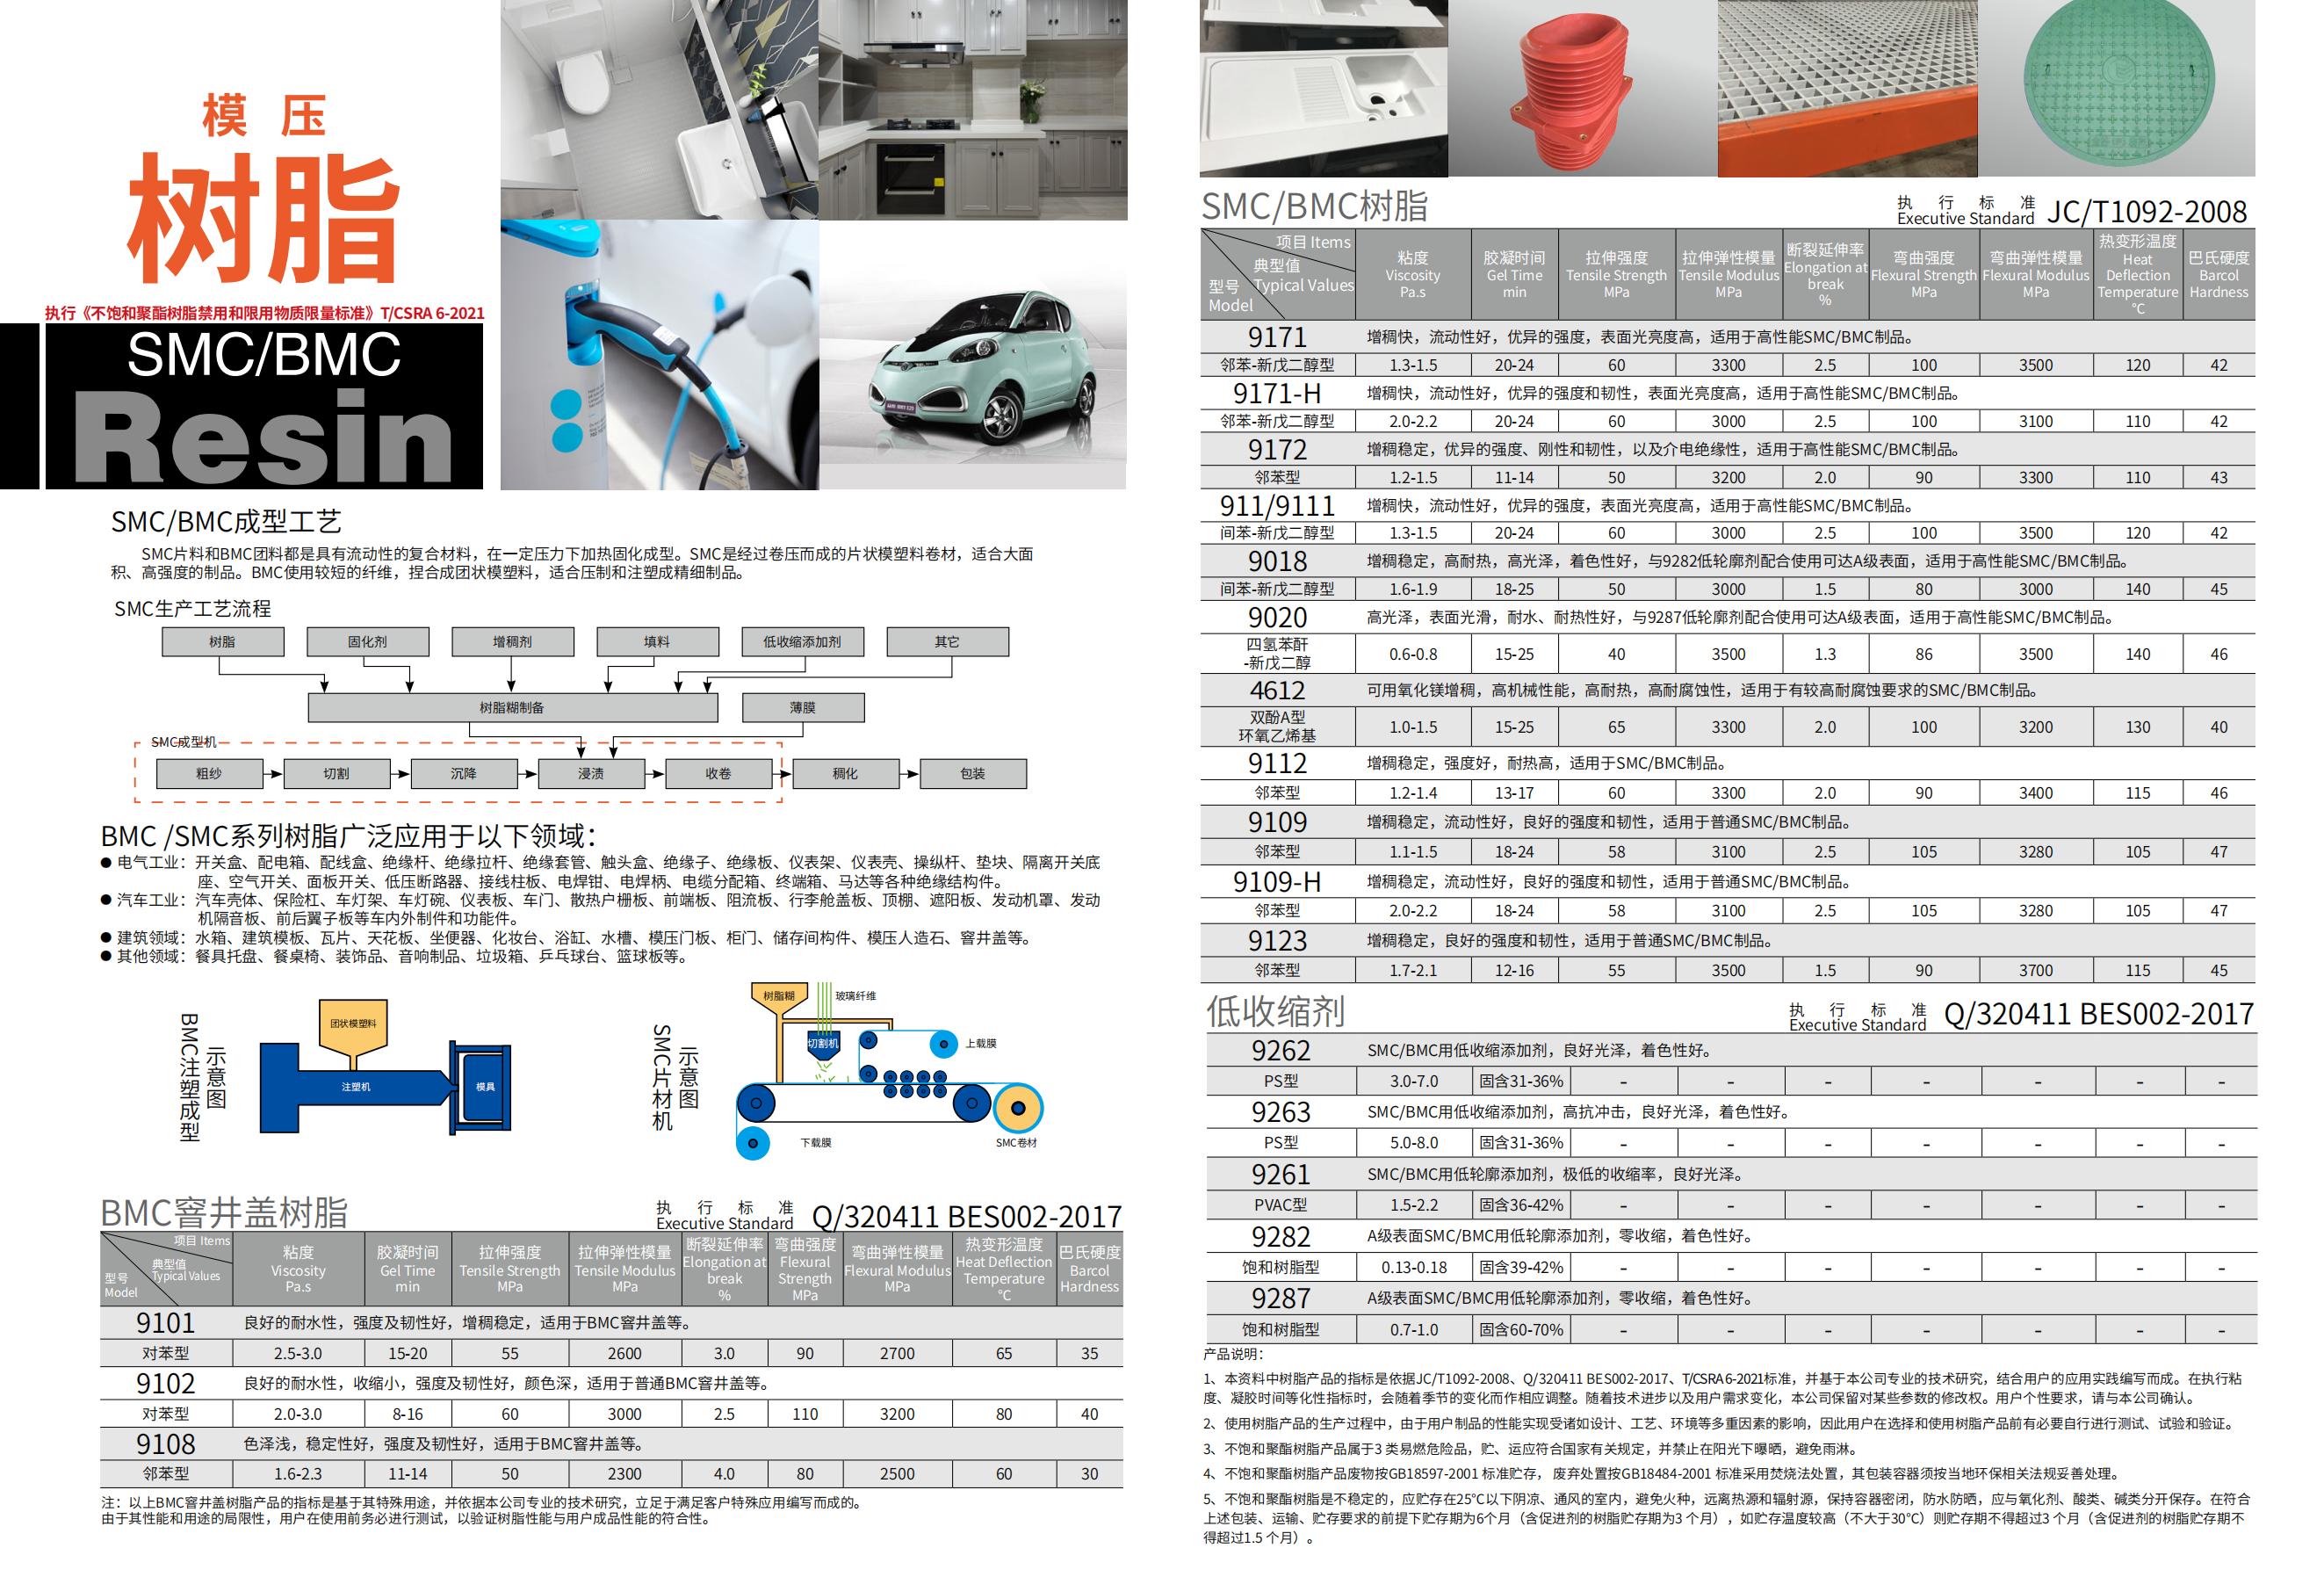 模 压
树脂
执行《不饱和聚酯树脂禁用和限用物质限量标准》T/CSRA 6-2021
SMC/BMC
Resin
SMC/BMC成型工艺
SMC片料和BMC团料都是具有流动性的复合材料，在一定压力下加热固化成型。SMC是经过卷压而成的片状模塑料卷材，适合大面
积、高强度的制品。BMC使用较短的纤维，捏合成团状模塑料，适合压制和注塑成精细制品。
SMC生产工艺流程
树脂 固化剂 增稠剂 填料 低收缩添加剂 其它
树脂糊制备 薄膜
SMC成型机
粗纱 切割 沉降 浸渍 收卷 稠化 包装
BMC /SMC系列树脂广泛应用于以下领域：
● 电气工业：开关盒、配电箱、配线盒、绝缘杆、绝缘拉杆、绝缘套管、触头盒、绝缘子、绝缘板、仪表架、仪表壳、操纵杆、垫块、隔离开关底
座、空气开关、面板开关、低压断路器、接线柱板、电焊钳、电焊柄、电缆分配箱、终端箱、马达等各种绝缘结构件。
● 汽车工业：汽车壳体、保险杠、车灯架、车灯碗、仪表板、车门、散热户栅板、前端板、阻流板、行李舱盖板、顶棚、遮阳板、发动机罩、发动
机隔音板、前后翼子板等车内外制件和功能件。
● 建筑领域：水箱、建筑模板、瓦片、天花板、坐便器、化妆台、浴缸、水槽、模压门板、柜门、储存间构件、模压人造石、窨井盖等。
● 其他领域：餐具托盘、餐桌椅、装饰品、音响制品、垃圾箱、乒乓球台、篮球板等。
BMC注塑成型
示意图
团状模塑料
注塑机
模具
SMC片材机
示意图
树脂糊
玻璃纤维
切割机
上载膜
下载膜
SMC卷材
BMC窨井盖树脂
执 行 标 准
Executive Standard Q/320411 BES002-2017
项目 Items
典型值
Typical Values
型号
Model
粘度 Viscosity Pa.s
胶凝时间 Gel Time min
拉伸强度 Tensile Strength MPa
拉伸弹性模量 Tensile Modulus MPa
断裂延伸率 Elongation at break %
弯曲强度 Flexural Strength MPa
弯曲弹性模量 Flexural Modulus MPa
热变形温度 Heat Deflection Temperature ℃
巴氏硬度 Barcol Hardness
9101 良好的耐水性，强度及韧性好，增稠稳定，适用于BMC窨井盖等。
对苯型 2.5-3.0 15-20 55 2600 3.0 90 2700 65 35
9102 良好的耐水性，收缩小，强度及韧性好，颜色深，适用于普通BMC窨井盖等。
对苯型 2.0-3.0 8-16 60 3000 2.5 110 3200 80 40
9108 色泽浅，稳定性好，强度及韧性好，适用于BMC窨井盖等。
邻苯型 1.6-2.3 11-14 50 2300 4.0 80 2500 60 30
注：以上BMC窨井盖树脂产品的指标是基于其特殊用途，并依据本公司专业的技术研究，立足于满足客户特殊应用编写而成的。
由于其性能和用途的局限性，用户在使用前务必进行测试，以验证树脂性能与用户成品性能的符合性。
SMC/BMC树脂
执 行 标 准
Executive Standard JC/T1092-2008
项目 Items
典型值
Typical Values
型号
Model
粘度 Viscosity Pa.s
胶凝时间 Gel Time min
拉伸强度 Tensile Strength MPa
拉伸弹性模量 Tensile Modulus MPa
断裂延伸率 Elongation at break %
弯曲强度 Flexural Strength MPa
弯曲弹性模量 Flexural Modulus MPa
热变形温度 Heat Deflection Temperature ℃
巴氏硬度 Barcol Hardness
9171 增稠快，流动性好，优异的强度，表面光亮度高，适用于高性能SMC/BMC制品。
邻苯-新戊二醇型 1.3-1.5 20-24 60 3300 2.5 100 3500 120 42
9171-H 增稠快，流动性好，优异的强度和韧性，表面光亮度高，适用于高性能SMC/BMC制品。
邻苯-新戊二醇型 2.0-2.2 20-24 60 3000 2.5 100 3100 110 42
9172 增稠稳定，优异的强度、刚性和韧性，以及介电绝缘性，适用于高性能SMC/BMC制品。
邻苯型 1.2-1.5 11-14 50 3200 2.0 90 3300 110 43
911/9111 增稠快，流动性好，优异的强度，表面光亮度高，适用于高性能SMC/BMC制品。
间苯-新戊二醇型 1.3-1.5 20-24 60 3000 2.5 100 3500 120 42
9018 增稠稳定，高耐热，高光泽，着色性好，与9282低轮廓剂配合使用可达A级表面，适用于高性能SMC/BMC制品。
间苯-新戊二醇型 1.6-1.9 18-25 50 3000 1.5 80 3000 140 45
9020 高光泽，表面光滑，耐水、耐热性好，与9287低轮廓剂配合使用可达A级表面，适用于高性能SMC/BMC制品。
四氢苯酐
-新戊二醇 0.6-0.8 15-25 40 3500 1.3 86 3500 140 46
4612 可用氧化镁增稠，高机械性能，高耐热，高耐腐蚀性，适用于有较高耐腐蚀要求的SMC/BMC制品。
双酚A型
环氧乙烯基 1.0-1.5 15-25 65 3300 2.0 100 3200 130 40
9112 增稠稳定，强度好，耐热高，适用于SMC/BMC制品。
邻苯型 1.2-1.4 13-17 60 3300 2.0 90 3400 115 46
9109 增稠稳定，流动性好，良好的强度和韧性，适用于普通SMC/BMC制品。
邻苯型 1.1-1.5 18-24 58 3100 2.5 105 3280 105 47
9109-H 增稠稳定，流动性好，良好的强度和韧性，适用于普通SMC/BMC制品。
邻苯型 2.0-2.2 18-24 58 3100 2.5 105 3280 105 47
9123 增稠稳定，良好的强度和韧性，适用于普通SMC/BMC制品。
邻苯型 1.7-2.1 12-16 55 3500 1.5 90 3700 115 45
低收缩剂
执 行 标 准
Executive Standard Q/320411 BES002-2017
9262 SMC/BMC用低收缩添加剂，良好光泽，着色性好。
PS型 3.0-7.0 固含31-36% – – – – – – –
9263 SMC/BMC用低收缩添加剂，高抗冲击，良好光泽，着色性好。
PS型 5.0-8.0 固含31-36% – – – – – – –
9261 SMC/BMC用低轮廓添加剂，极低的收缩率，良好光泽。
PVAC型 1.5-2.2 固含36-42% – – – – – – –
9282 A级表面SMC/BMC用低轮廓添加剂，零收缩，着色性好。
饱和树脂型 0.13-0.18 固含39-42% – – – – – – –
9287 A级表面SMC/BMC用低轮廓添加剂，零收缩，着色性好。
饱和树脂型 0.7-1.0 固含60-70% – – – – – – –
产品说明：
1、本资料中树脂产品的指标是依据JC/T1092-2008、Q/320411 BES002-2017、T/CSRA 6-2021标准，并基于本公司专业的技术研究，结合用户的应用实践编写而成。在执行粘
度、凝胶时间等化性指标时，会随着季节的变化而作相应调整。随着技术进步以及用户需求变化，本公司保留对某些参数的修改权。用户个性要求，请与本公司确认。
2、使用树脂产品的生产过程中，由于用户制品的性能实现受诸如设计、工艺、环境等多重因素的影响，因此用户在选择和使用树脂产品前有必要自行进行测试、试验和验证。
3、不饱和聚酯树脂产品属于3 类易燃危险品，贮、运应符合国家有关规定，并禁止在阳光下曝晒，避免雨淋。
4、不饱和聚酯树脂产品废物按GB18597-2001 标准贮存， 废弃处置按GB18484-2001 标准采用焚烧法处置，其包装容器须按当地环保相关法规妥善处理。
5、不饱和聚酯树脂是不稳定的，应贮存在25℃以下阴凉、通风的室内，避免火种，远离热源和辐射源，保持容器密闭，防水防晒，应与氧化剂、酸类、碱类分开保存。在符合
上述包装、运输、贮存要求的前提下贮存期为6个月（含促进剂的树脂贮存期为3 个月），如贮存温度较高（不大于30℃）则贮存期不得超过3 个月（含促进剂的树脂贮存期不
得超过1.5 个月）。